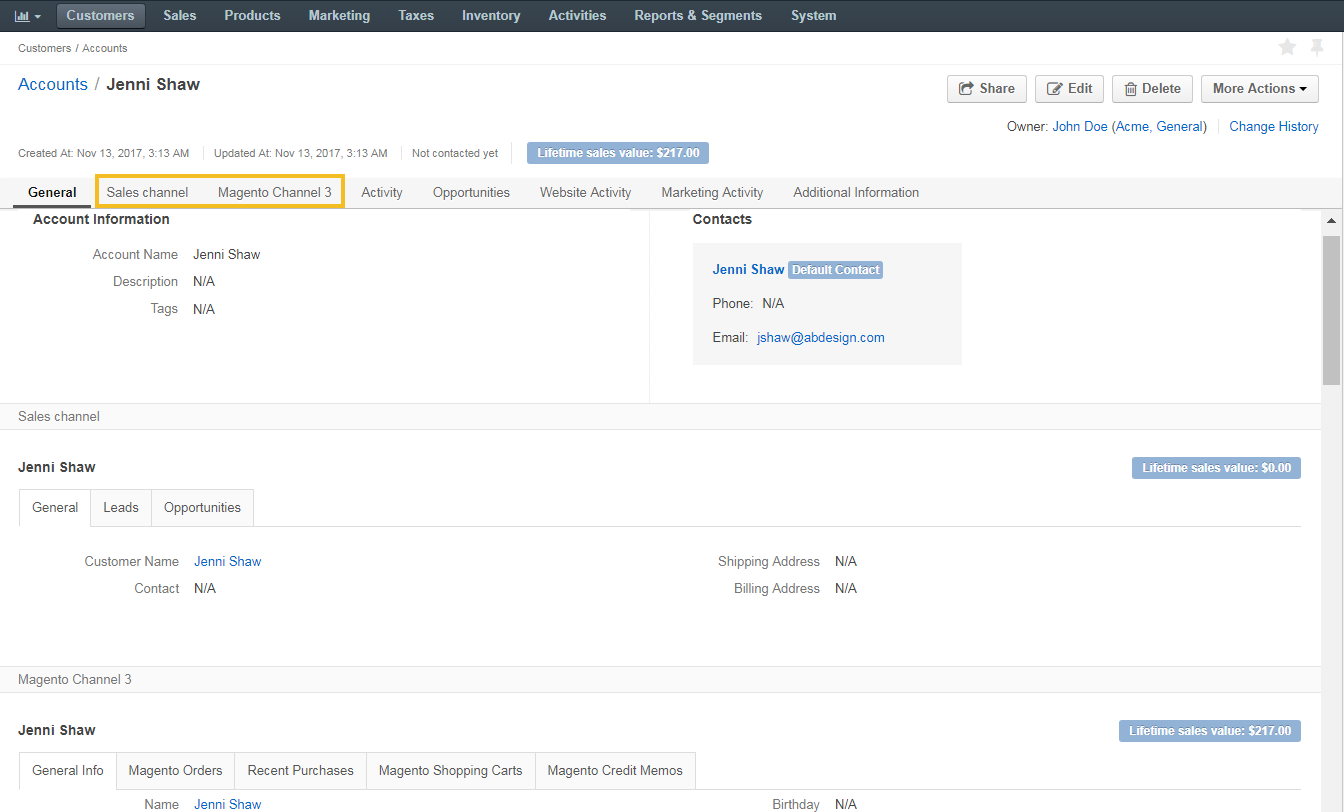 Customers Sales Products Marketing Taxes Inventory Activities Reports & Segments System
Customers / Accounts
Accounts / Jenni Shaw
Share Edit Delete More Actions
Owner: John Doe (Acme, General) Change History
Created At: Nov 13, 2017, 3:13 AM Updated At: Nov 13, 2017, 3:13 AM Not contacted yet Lifetime sales value: $217.00
General Sales channel Magento Channel 3 Activity Opportunities Website Activity Marketing Activity Additional Information
Account Information
Account Name Jenni Shaw
Description N/A
Tags N/A
Contacts
Jenni Shaw Default Contact
Phone: N/A
Email: jshaw@abdesign.com
Sales channel
Jenni Shaw Lifetime sales value: $0.00
General Leads Opportunities
Customer Name Jenni Shaw Shipping Address N/A
Contact N/A Billing Address N/A
Magento Channel 3
Jenni Shaw Lifetime sales value: $217.00
General Info Magento Orders Recent Purchases Magento Shopping Carts Magento Credit Memos
Name Jenni Shaw Birthday N/A